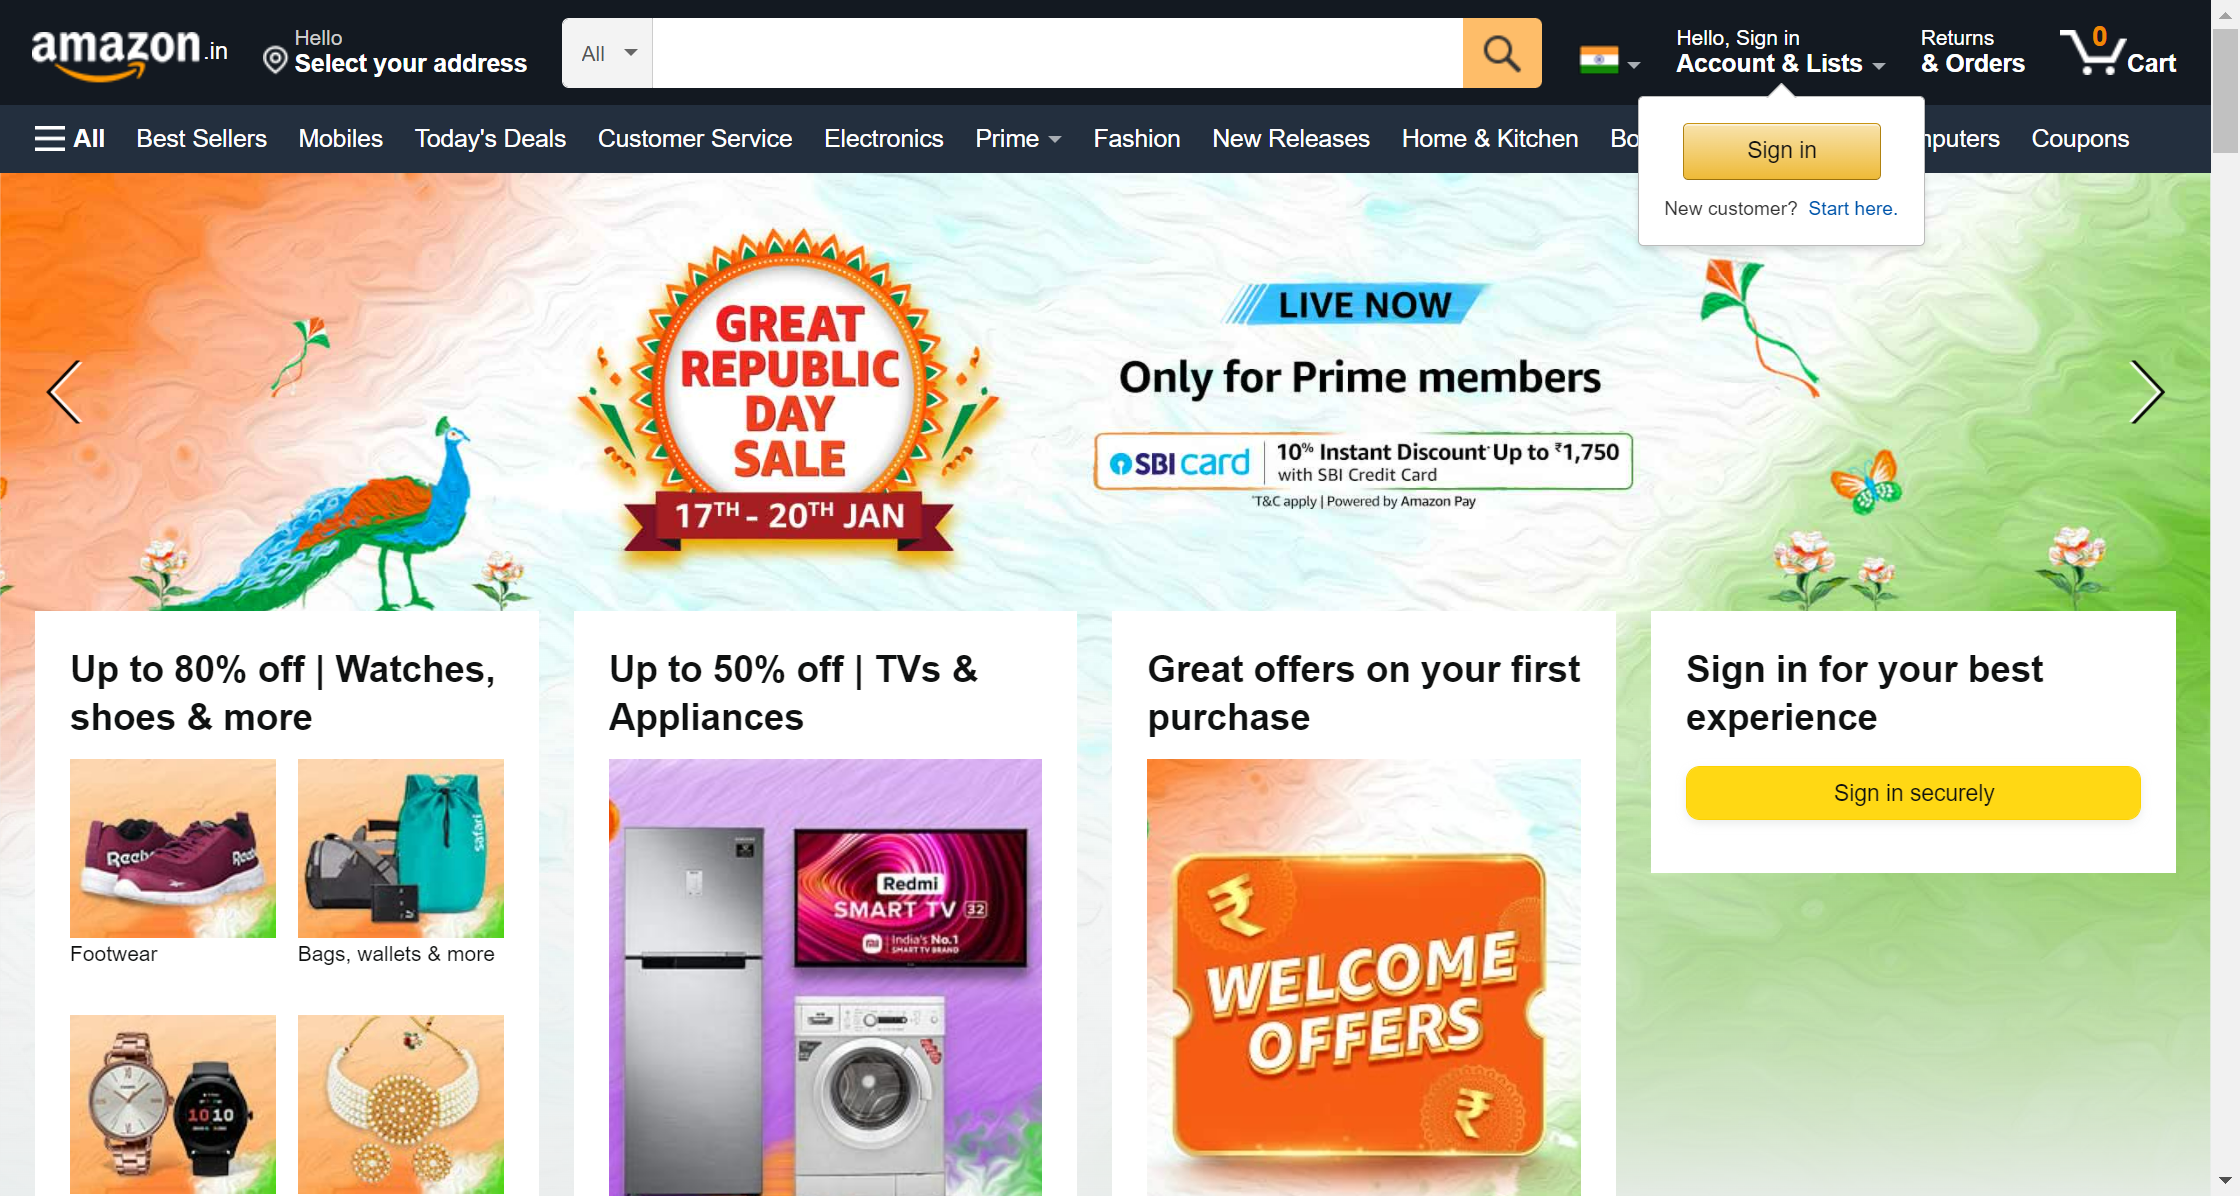 amazon.in
Hello
Select your address
All
Hello, Sign in
Account & Lists
Returns
& Orders
0
Cart
All
Best Sellers
Mobiles
Today's Deals
Customer Service
Electronics
Prime
Fashion
New Releases
Home & Kitchen
Bo
nputers
Coupons
Sign in
New customer? Start here.
GREAT
REPUBLIC
DAY
SALE
17TH - 20TH JAN
LIVE NOW
Only for Prime members
SBI card
10% Instant Discount* Up to ₹1,750
with SBI Credit Card
*T&C apply | Powered by Amazon Pay
Up to 80% off | Watches,
shoes & more
Footwear
Bags, wallets & more
Reebok
safari
10 10
Up to 50% off | TVs &
Appliances
Redmi
SMART TV 32
mi India's No.1
SMART TV BRAND
Great offers on your first
purchase
₹
WELCOME
OFFERS
₹
Sign in for your best
experience
Sign in securely